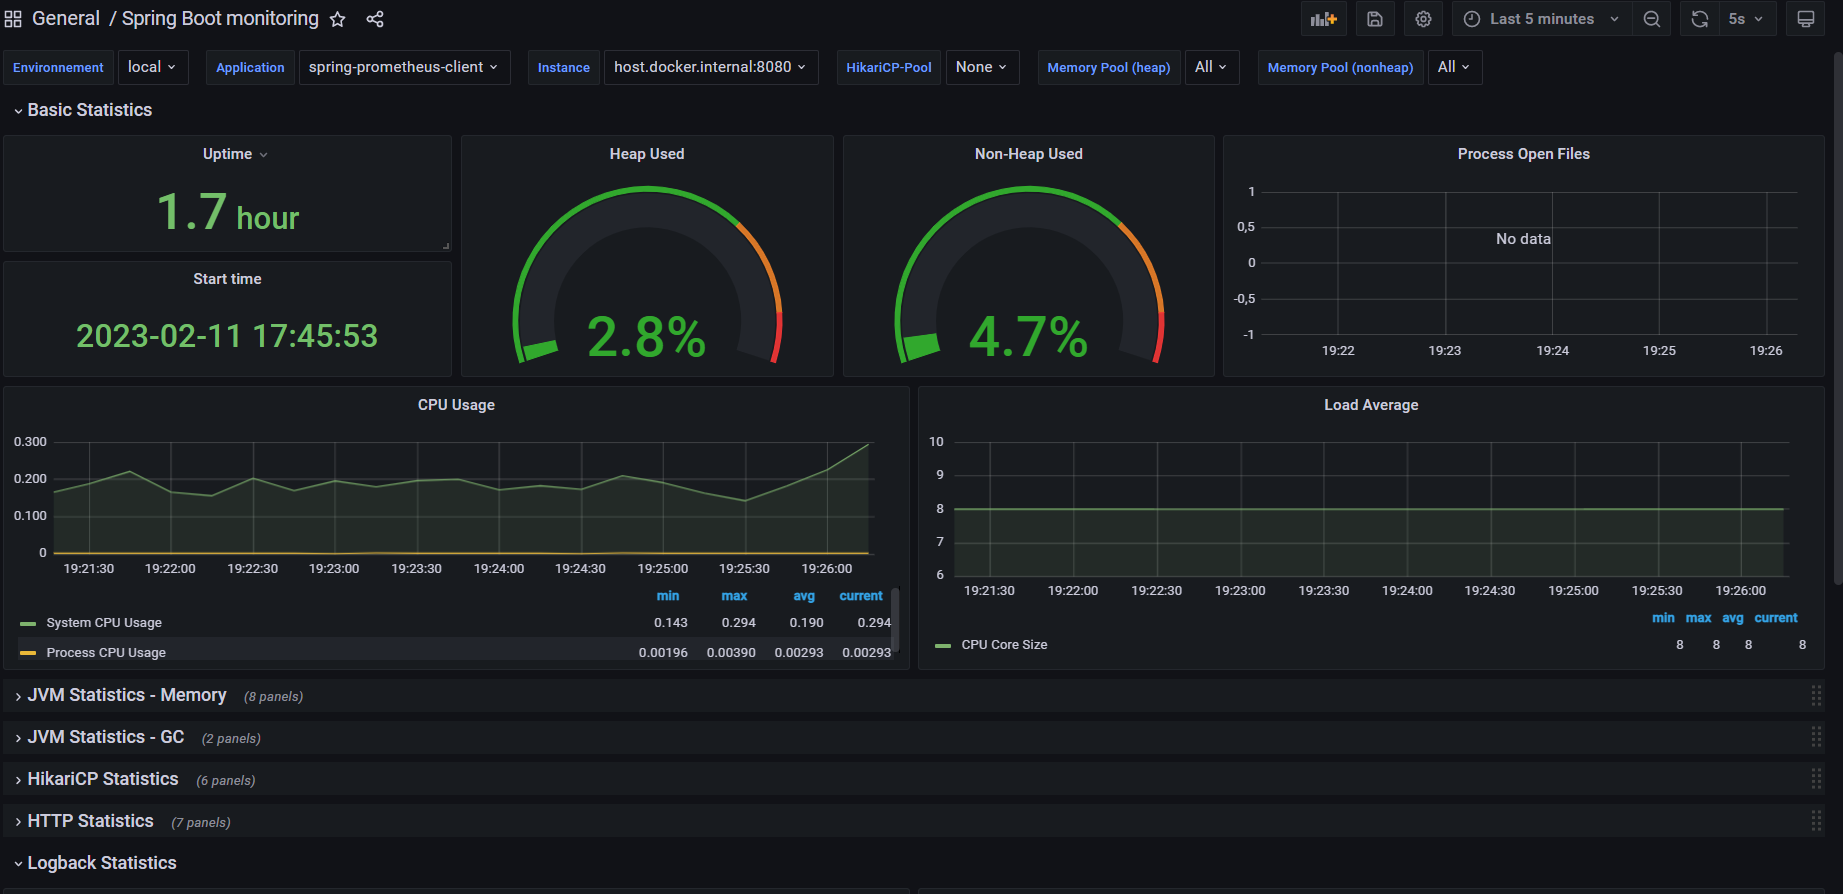 General / Spring Boot monitoring
Last 5 minutes
5s
Environnement local
Application spring-prometheus-client
Instance host.docker.internal:8080
HikariCP-Pool None
Memory Pool (heap) All
Memory Pool (nonheap) All
Basic Statistics
Uptime
1.7 hour
Start time
2023-02-11 17:45:53
Heap Used
2.8%
Non-Heap Used
4.7%
Process Open Files
1
0,5
0
-0,5
-1
No data
19:22 19:23 19:24 19:25 19:26
CPU Usage
0.300
0.200
0.100
0
19:21:30 19:22:00 19:22:30 19:23:00 19:23:30 19:24:00 19:24:30 19:25:00 19:25:30 19:26:00
min max avg current
System CPU Usage 0.143 0.294 0.190 0.294
Process CPU Usage 0.00196 0.00390 0.00293 0.00293
Load Average
10
9
8
7
6
19:21:30 19:22:00 19:22:30 19:23:00 19:23:30 19:24:00 19:24:30 19:25:00 19:25:30 19:26:00
min max avg current
CPU Core Size 8 8 8 8
JVM Statistics - Memory (8 panels)
JVM Statistics - GC (2 panels)
HikariCP Statistics (6 panels)
HTTP Statistics (7 panels)
Logback Statistics